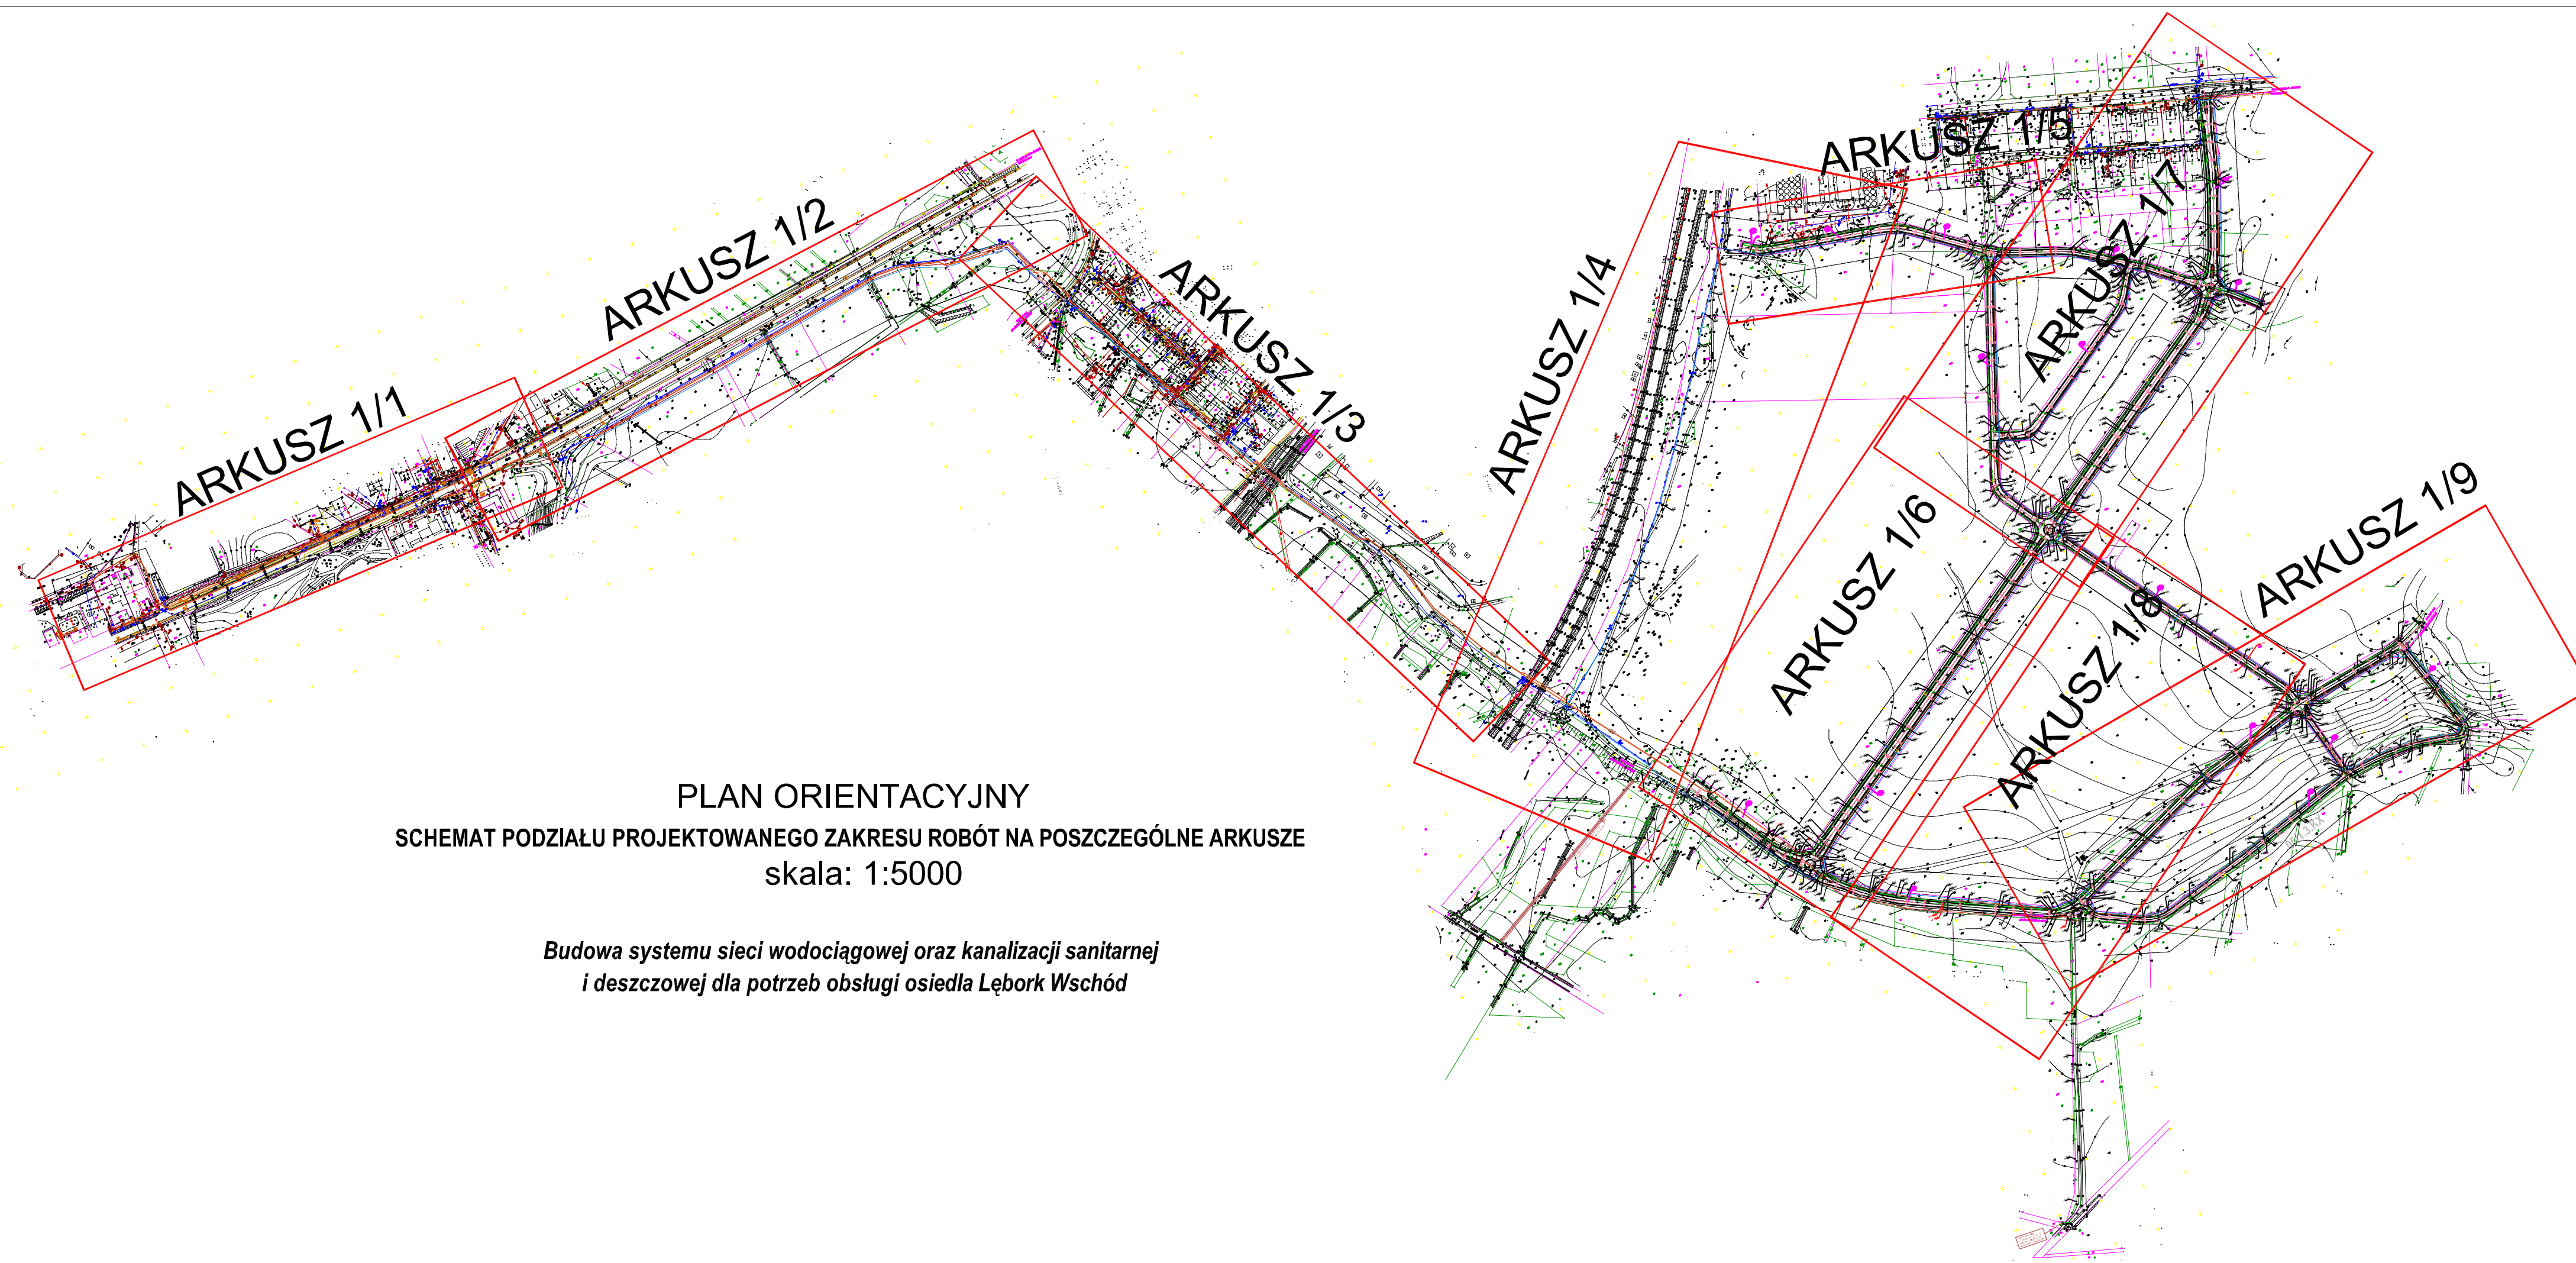 ARKUSZ 1/1
ARKUSZ 1/2
ARKUSZ 1/3
ARKUSZ 1/4
ARKUSZ 1/5
ARKUSZ 1/6
ARKUSZ 1/7
ARKUSZ 1/8
ARKUSZ 1/9
PLAN ORIENTACYJNY
SCHEMAT PODZIAŁU PROJEKTOWANEGO ZAKRESU ROBÓT NA POSZCZEGÓLNE ARKUSZE
skala: 1:5000
Budowa systemu sieci wodociągowej oraz kanalizacji sanitarnej
i deszczowej dla potrzeb obsługi osiedla Lębork Wschód